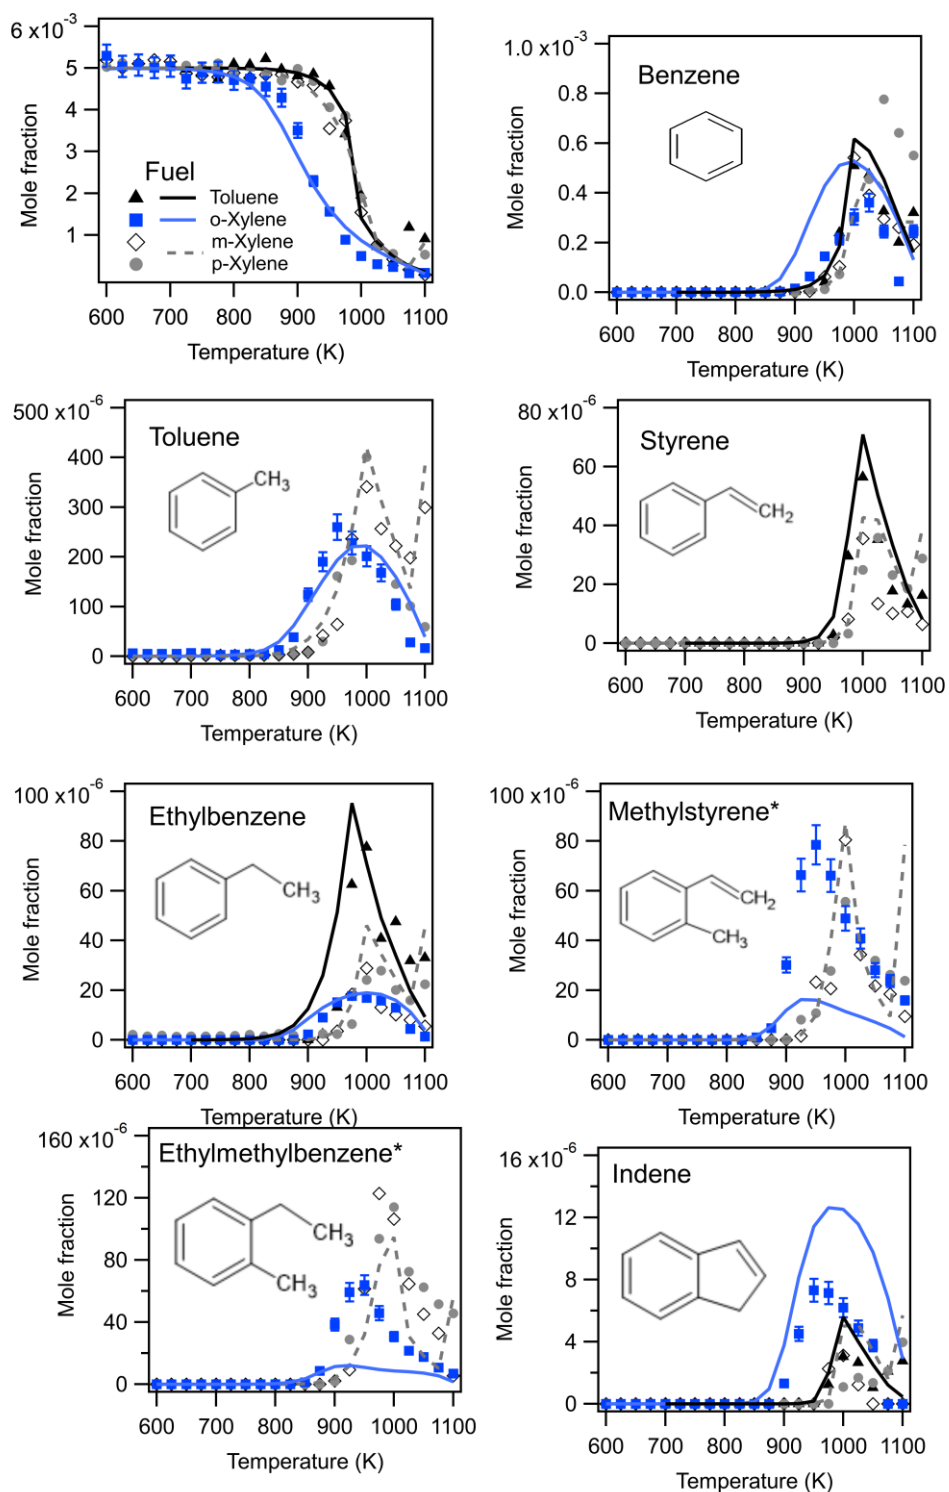 6 x10-3
5
4
3
2
1
Mole fraction
Fuel
Toluene
o-Xylene
m-Xylene
p-Xylene
600 700 800 900 1000 1100
Temperature (K)
1.0 x10-3
0.8
0.6
0.4
0.2
0.0
Mole fraction
Benzene
600 700 800 900 1000 1100
Temperature (K)
500 x10-6
400
300
200
100
0
Mole fraction
Toluene
CH3
600 700 800 900 1000 1100
Temperature (K)
80 x10-6
60
40
20
0
Mole fraction
Styrene
CH2
600 700 800 900 1000 1100
Temperature (K)
100 x10-6
80
60
40
20
0
Mole fraction
Ethylbenzene
CH3
600 700 800 900 1000 1100
Temperature (K)
100 x10-6
80
60
40
20
0
Mole fraction
Methylstyrene*
CH2
CH3
600 700 800 900 1000 1100
Temperature (K)
160 x10-6
120
80
40
0
Mole fraction
Ethylmethylbenzene*
CH3
CH3
600 700 800 900 1000 1100
Temperature (K)
16 x10-6
12
8
4
0
Mole fraction
Indene
600 700 800 900 1000 1100
Temperature (K)